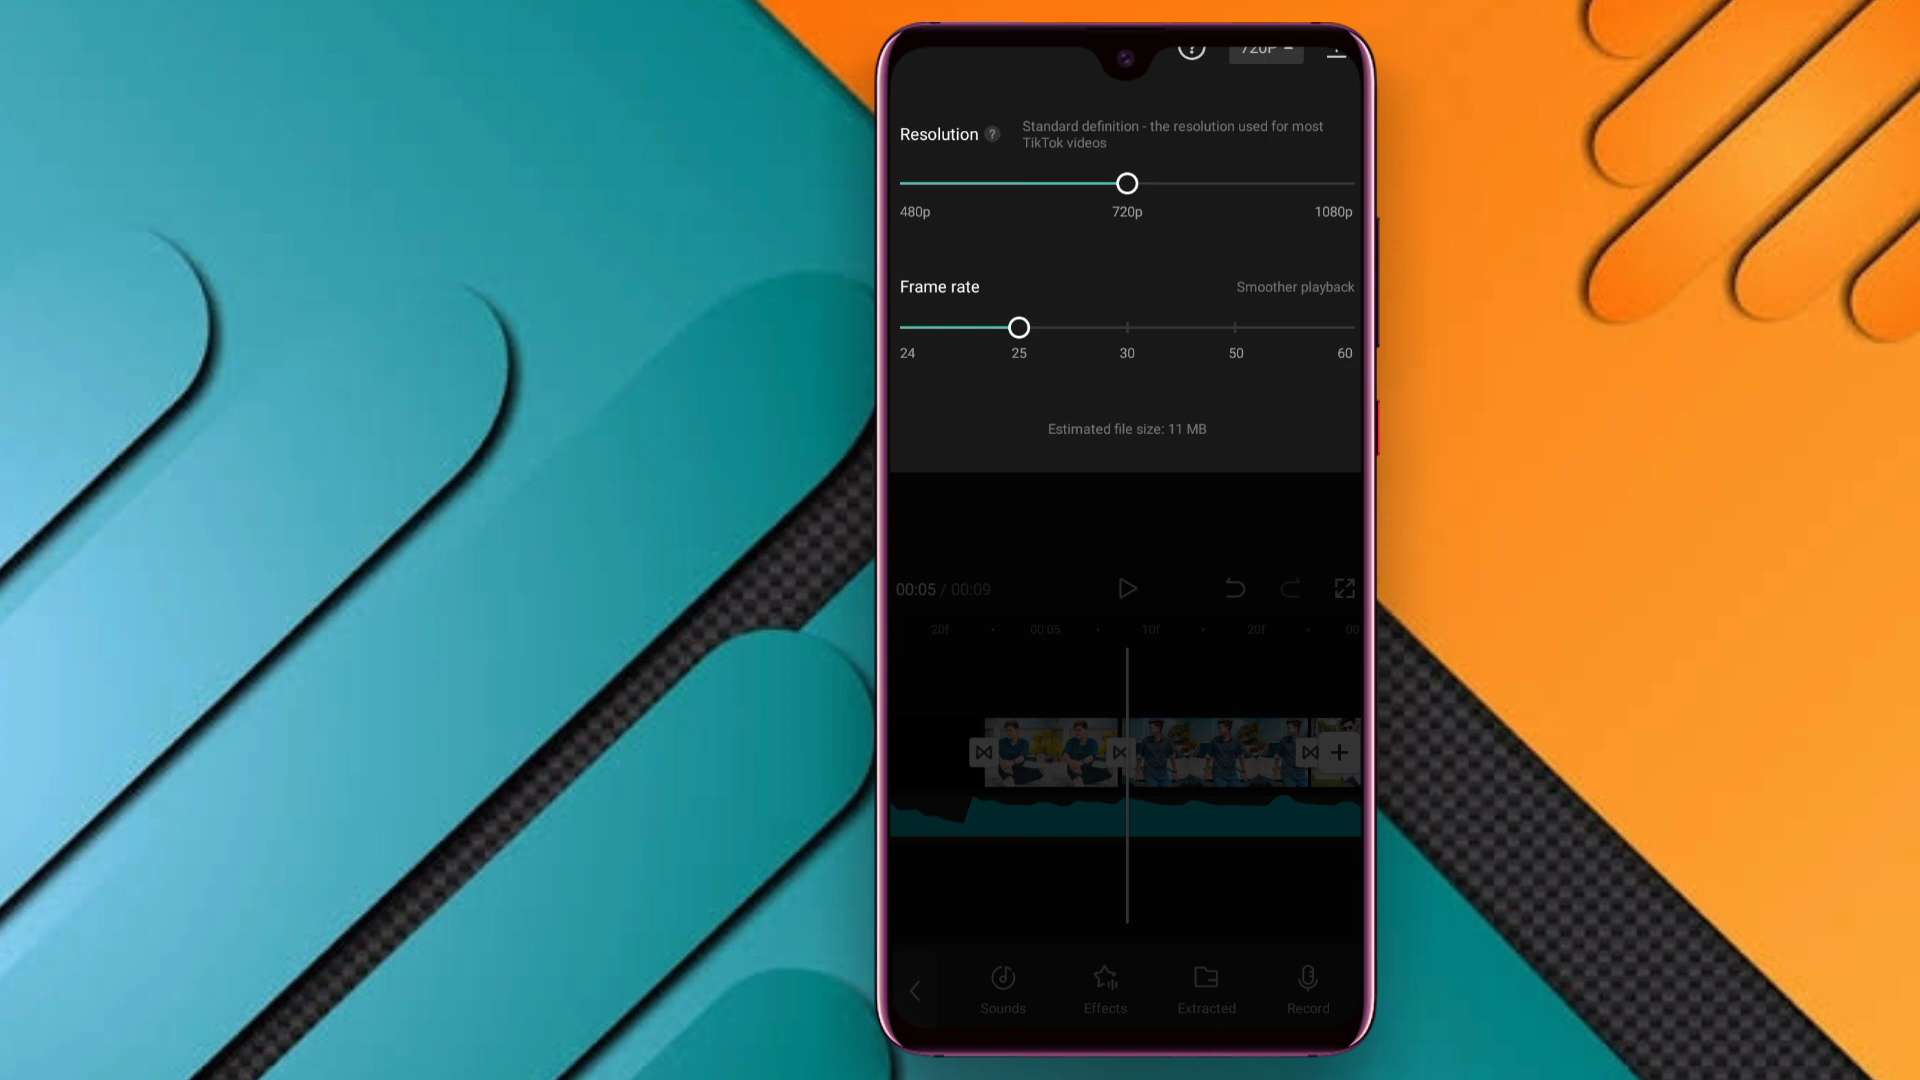 720P
Resolution ?
Standard definition - the resolution used for most
TikTok videos
480p 720p 1080p
Frame rate Smoother playback
24 25 30 50 60
Estimated file size: 11 MB
00:05 / 00:09
20f 00:05 10f 20f 00
Sounds Effects Extracted Record